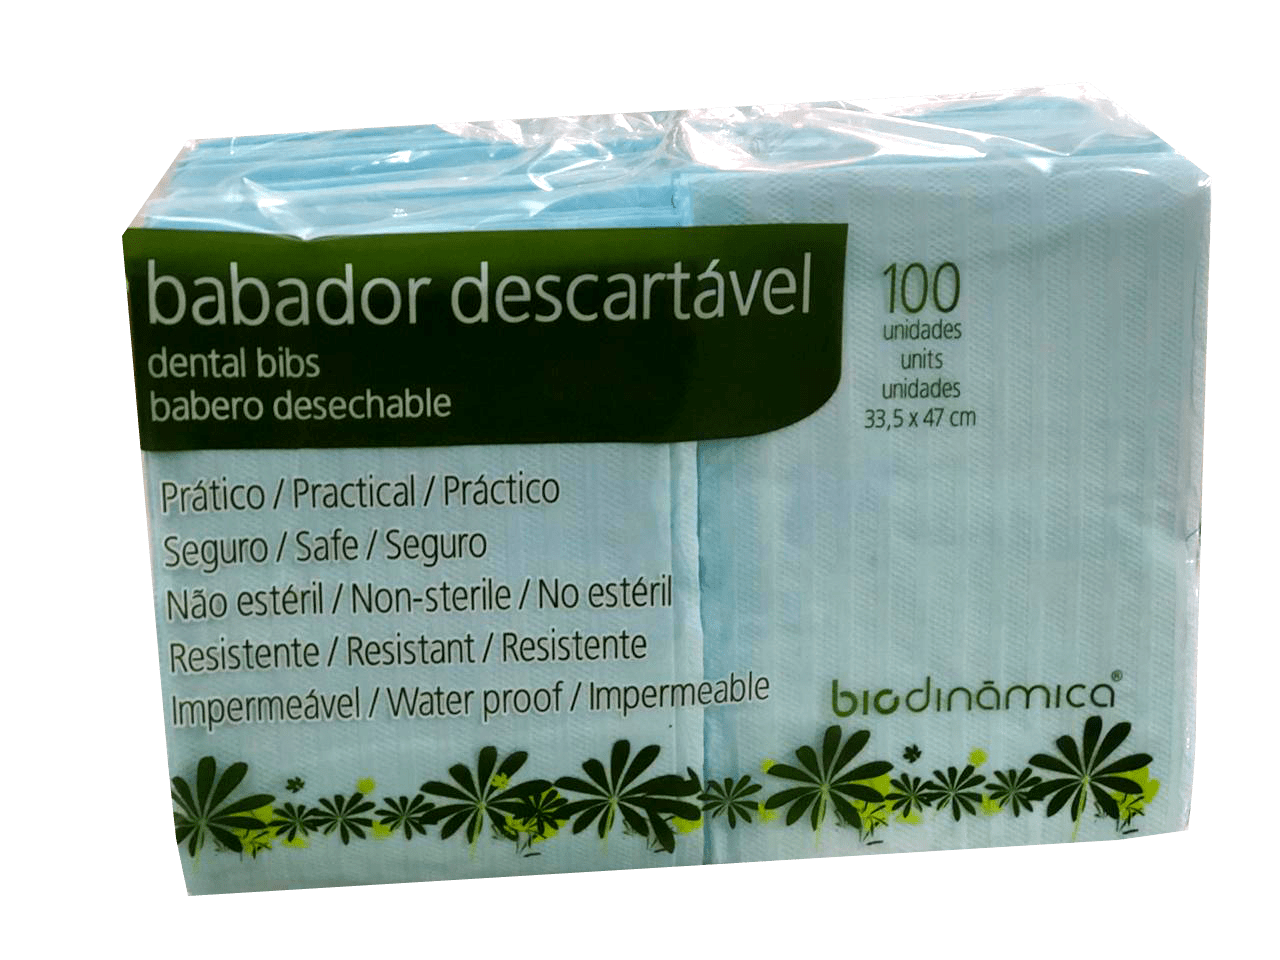 babador descartável
dental bibs
babero desechable
100
unidades
units
unidades
33,5 x 47 cm
Prático / Practical / Práctico
Seguro / Safe / Seguro
Não estéril / Non-sterile / No estéril
Resistente / Resistant / Resistente
Impermeável / Water proof / Impermeable
biodinâmica®